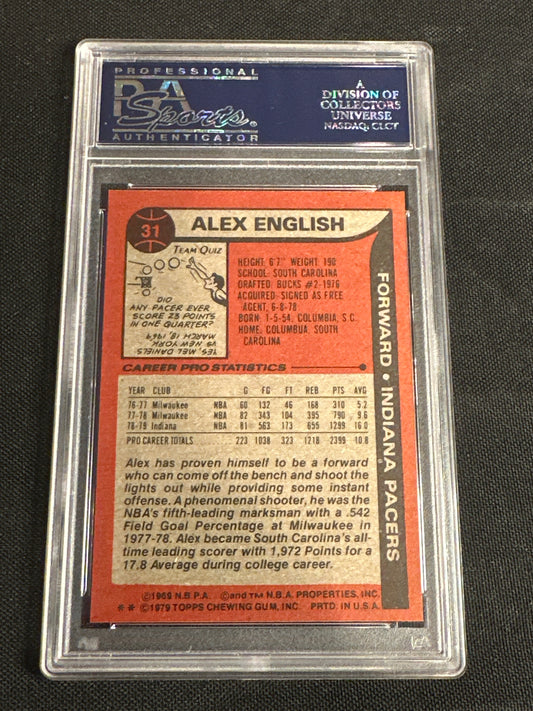 PROFESSIONAL
PSA
Sports
AUTHENTICATOR
A
DIVISION OF
COLLECTORS
UNIVERSE
NASDAQ: CLCT
31
ALEX ENGLISH
TEAM QUIZ
DID
ANY PACER EVER
SCORE 23 POINTS
IN ONE QUARTER?
YES, MEL DANIELS
VS NEW YORK
MARCH 18, 1969
HEIGHT: 6'7" WEIGHT: 190
SCHOOL: SOUTH CAROLINA
DRAFTED: BUCKS #2-1976
ACQUIRED: SIGNED AS FREE
AGENT, 6-8-78
BORN: 1-5-54, COLUMBIA, S.C.
HOME: COLUMBUA, SOUTH
CAROLINA
FORWARD • INDIANA PACERS
CAREER PRO STATISTICS
YEAR CLUB G FG FT REB PTS AVG
76-77 Milwaukee NBA 60 132 46 168 310 5.2
77-78 Milwaukee NBA 82 343 104 395 790 9.6
78-79 Indiana NBA 81 563 173 655 1299 16.0
PRO CAREER TOTALS 223 1038 323 1218 2399 10.8
Alex has proven himself to be a forward
who can come off the bench and shoot the
lights out while providing some instant
offense. A phenomenal shooter, he was the
NBA's fifth-leading marksman with a .542
Field Goal Percentage at Milwaukee in
1977-78. Alex became South Carolina's all-
time leading scorer with 1,972 Points for a
17.8 Average during college career.
©1969 N.B.P.A. ©and TM N.B.A. PROPERTIES, INC.
** ©1979 TOPPS CHEWING GUM, INC. PRTD. IN U.S.A.